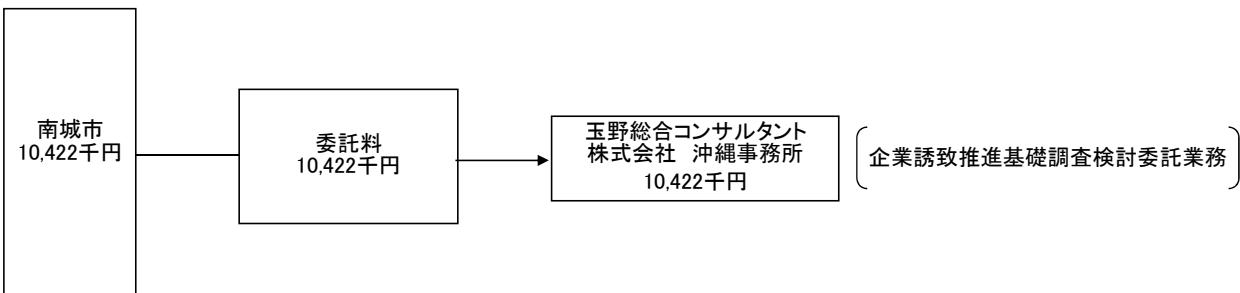 南城市
10,422千円
委託料
10,422千円
玉野総合コンサルタント
株式会社　沖縄事務所
10,422千円
企業誘致推進基礎調査検討委託業務